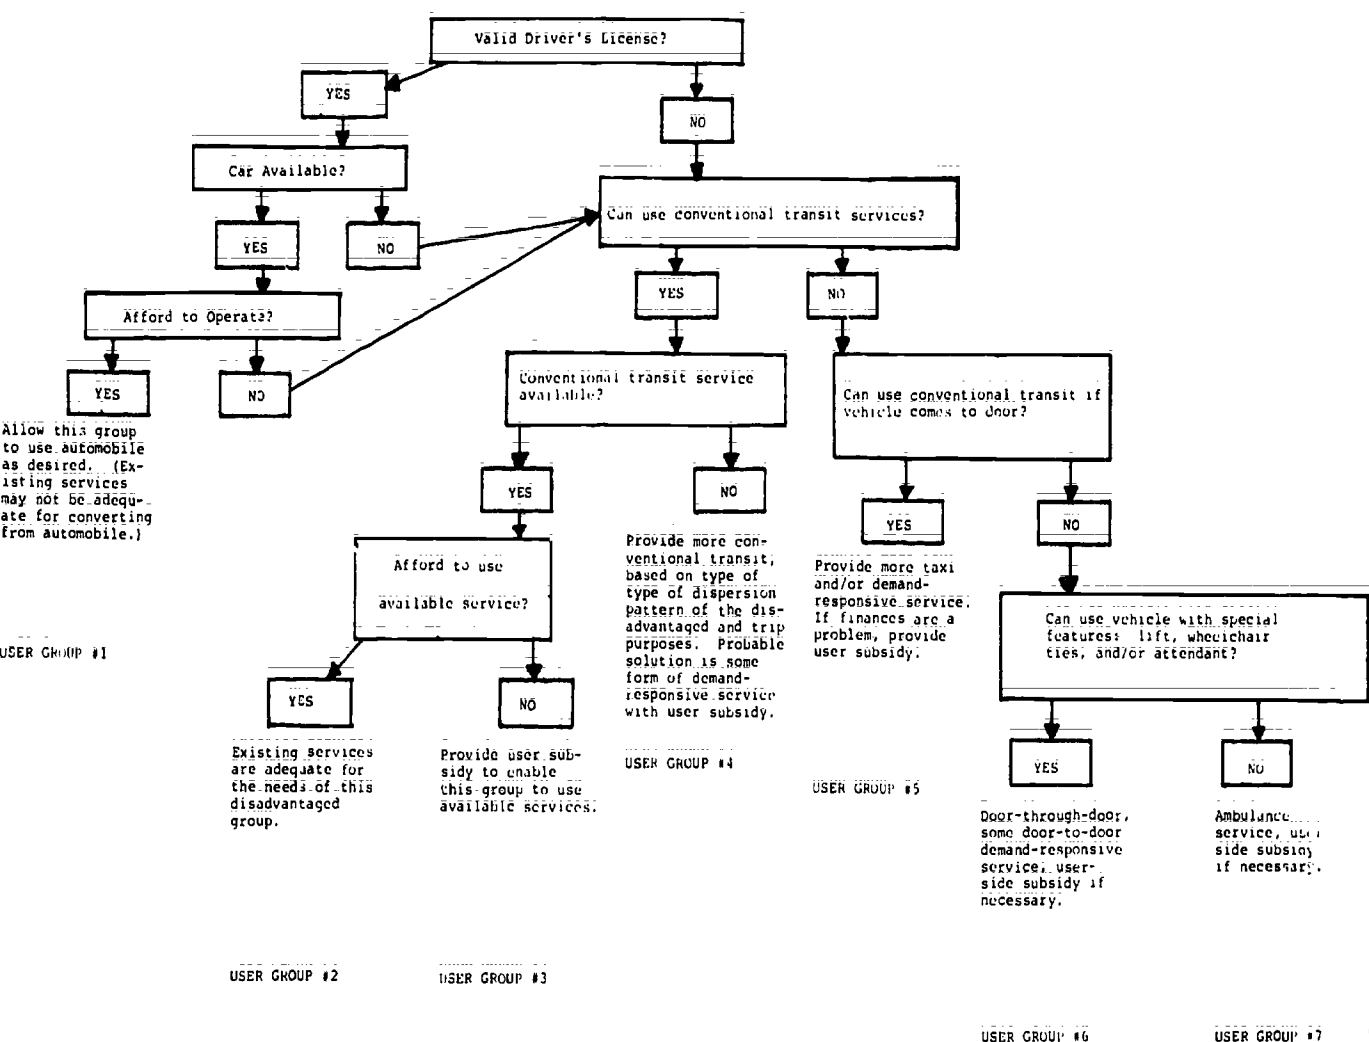 Valid Driver's License?
YES
NO
Car Available?
Can use conventional transit services?
YES
NO
YES
NO
Afford to Operate?
YES
NO
Conventional transit service
available?
Can use conventional transit if
vehicle comes to door?
Allow this group
to use automobile
as desired. (Ex-
isting services
may not be adequ-
ate for converting
from automobile.)
USER GROUP #1
YES
NO
YES
NO
Afford to use
available service?
Provide more con-
ventional transit,
based on type of
type of dispersion
pattern of the dis-
advantaged and trip
purposes. Probable
solution is some
form of demand-
responsive service
with user subsidy.
USER GROUP #4
Provide more taxi
and/or demand-
responsive service.
If finances are a
problem, provide
user subsidy.
USER GROUP #5
Can use vehicle with special
features: lift, wheelchair
ties, and/or attendant?
YES
NO
YES
NO
Existing services
are adequate for
the needs of this
disadvantaged
group.
USER GROUP #2
Provide user sub-
sidy to enable
this group to use
available services.
USER GROUP #3
Door-through-door,
some door-to-door
demand-responsive
service, user-
side subsidy if
necessary.
USER GROUP #6
Ambulance
service, user
side subsidy
if necessary.
USER GROUP #7